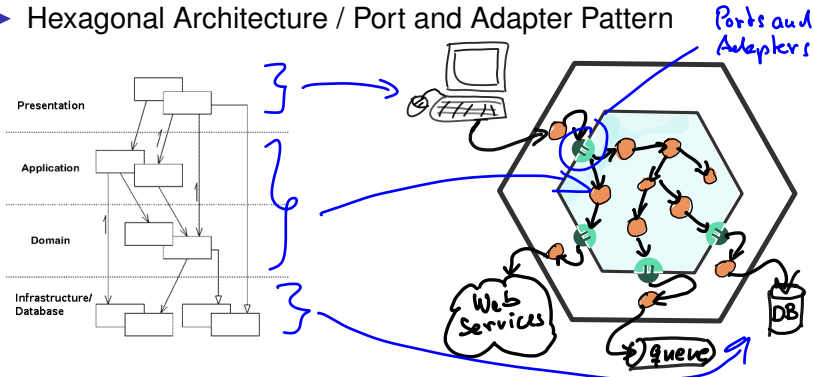 Hexagonal Architecture / Port and Adapter Pattern
Ports and
Adapters
Presentation
Application
Domain
Infrastructure/
Database
Web
Services
queue
DB